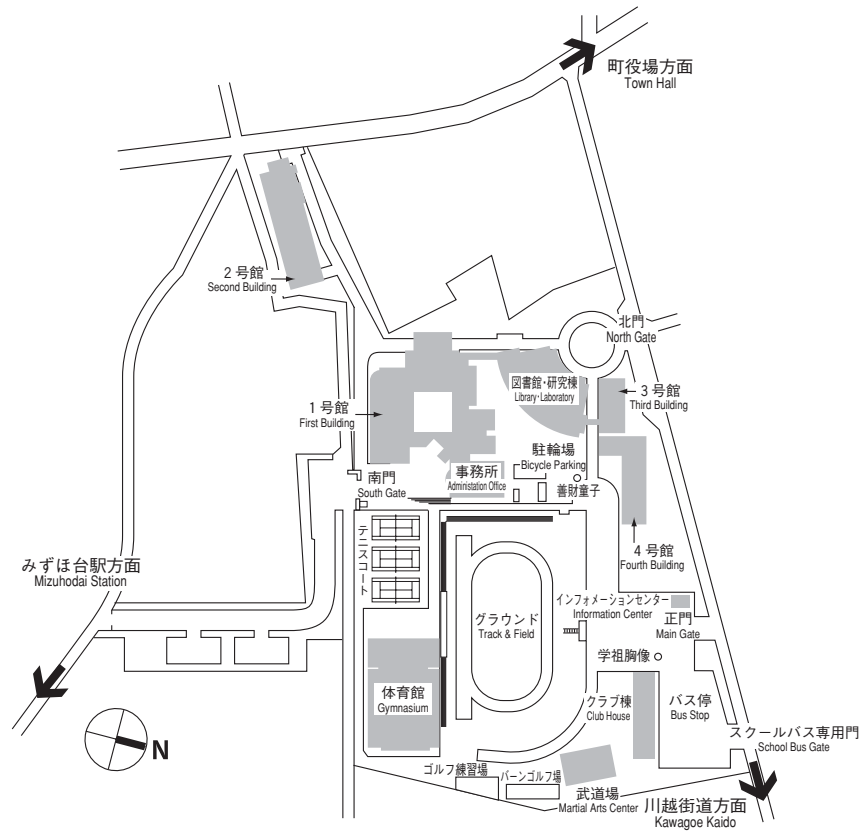 町役場方面
Town Hall
2号館
Second Building
北門
North Gate
図書館・研究棟
Library・Laboratory
3号館
Third Building
1号館
First Building
駐輪場
Bicycle Parking
事務所
Administation Office
南門
South Gate
善財童子
4号館
Fourth Building
テニスコート
みずほ台駅方面
Mizuhodai Station
インフォメーションセンター
Information Center
正門
Main Gate
グラウンド
Track & Field
学祖胸像
体育館
Gymnasium
クラブ棟
Club House
バス停
Bus Stop
スクールバス専用門
School Bus Gate
N
ゴルフ練習場
バーンゴルフ場
武道場
Martial Arts Center
川越街道方面
Kawagoe Kaido